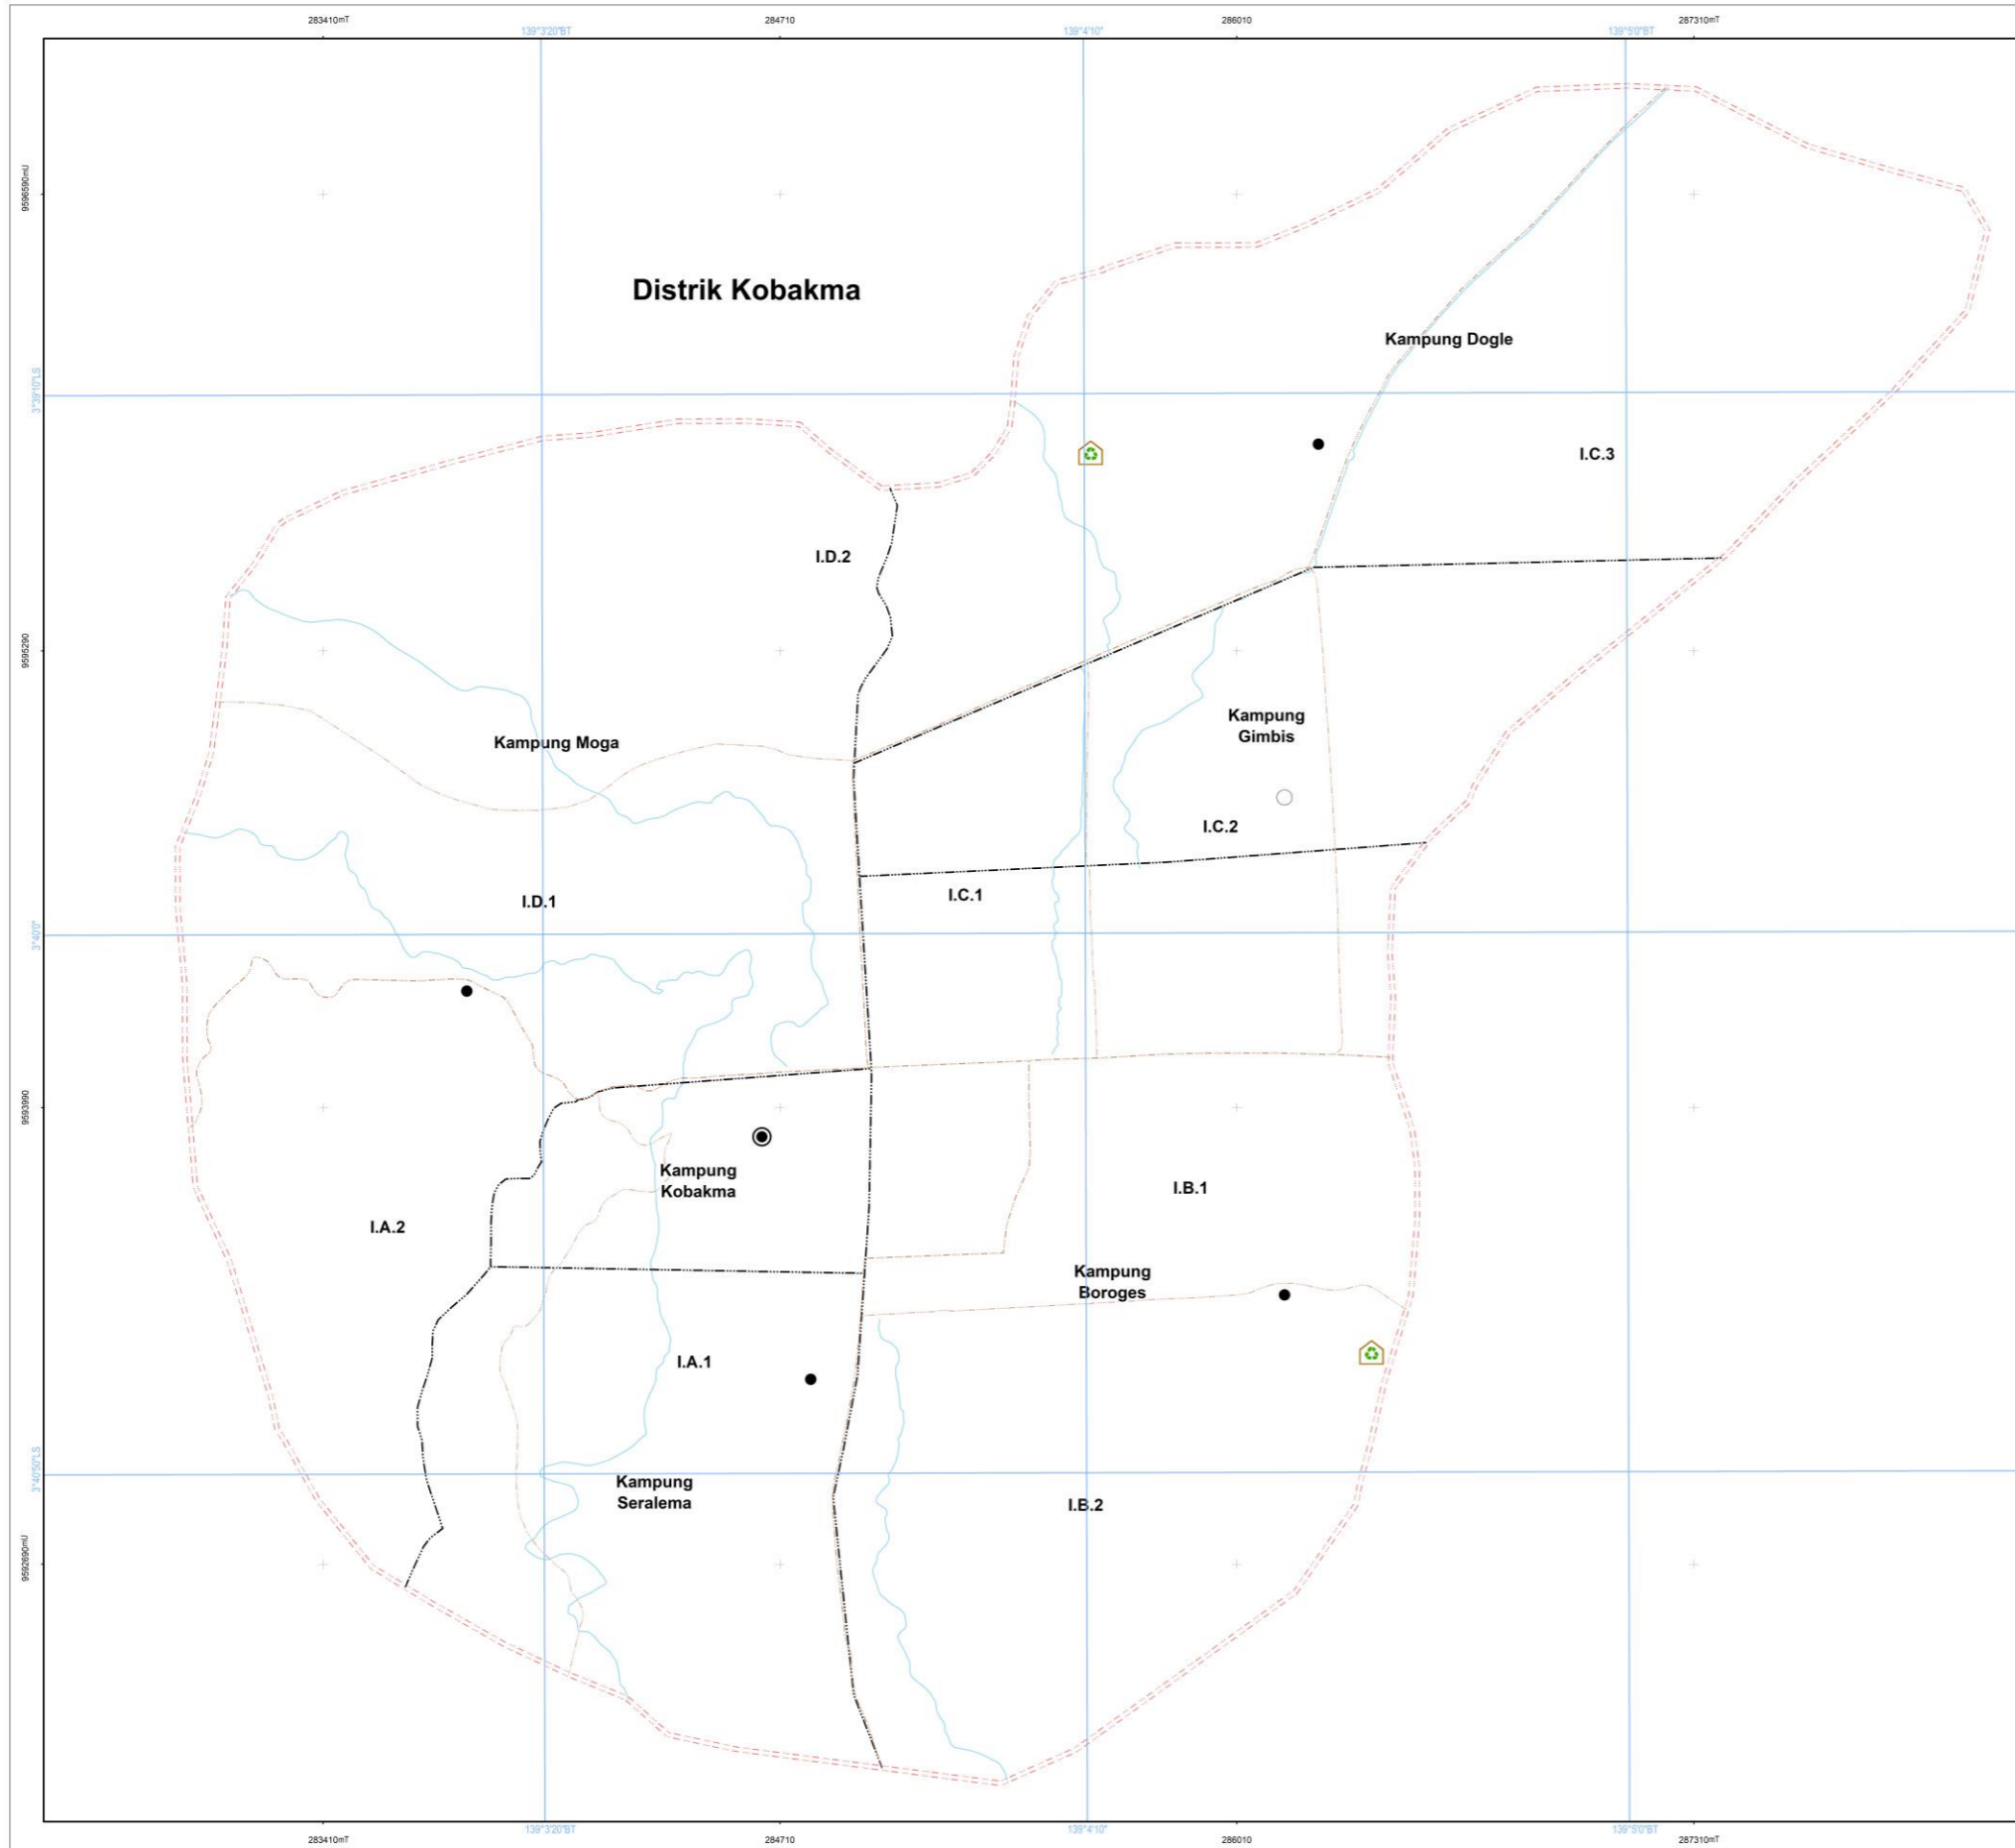 283410mT
284710
286010
287310mT
139°3'20"BT
139°4'10"
139°5'0"BT
9596590mU
Distrik Kobakma
Kampung Dogle
3°39'10"LS
I.C.3
I.D.2
9595290
Kampung
Gimbis
Kampung Moga
I.C.2
I.C.1
I.D.1
3°40'0"
9593990
Kampung
Kobakma
I.B.1
I.A.2
Kampung
Boroges
I.A.1
3°40'50"LS
Kampung
Seralema
I.B.2
9592690mU
139°3'20"BT
139°4'10"
139°5'0"BT
283410mT
284710
286010
287310mT